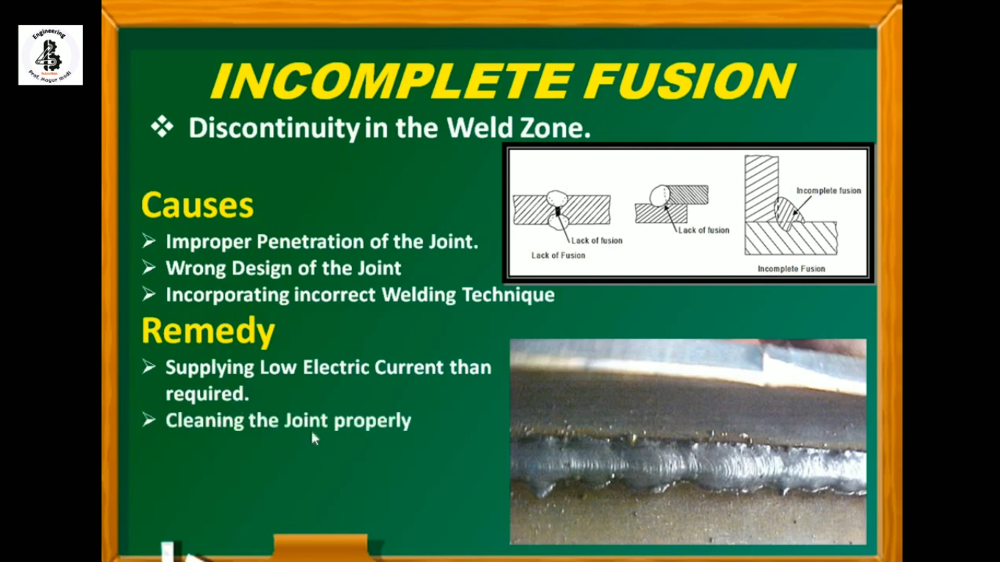 Engineering
Subscribe
Prof. Mayur modi
INCOMPLETE FUSION
Discontinuity in the Weld Zone.
Causes
Improper Penetration of the Joint.
Wrong Design of the Joint
Incorporating incorrect Welding Technique
Lack of fusion
Lack of Fusion
Lack of fusion
Incomplete fusion
Incomplete Fusion
Remedy
Supplying Low Electric Current than
required.
Cleaning the Joint properly